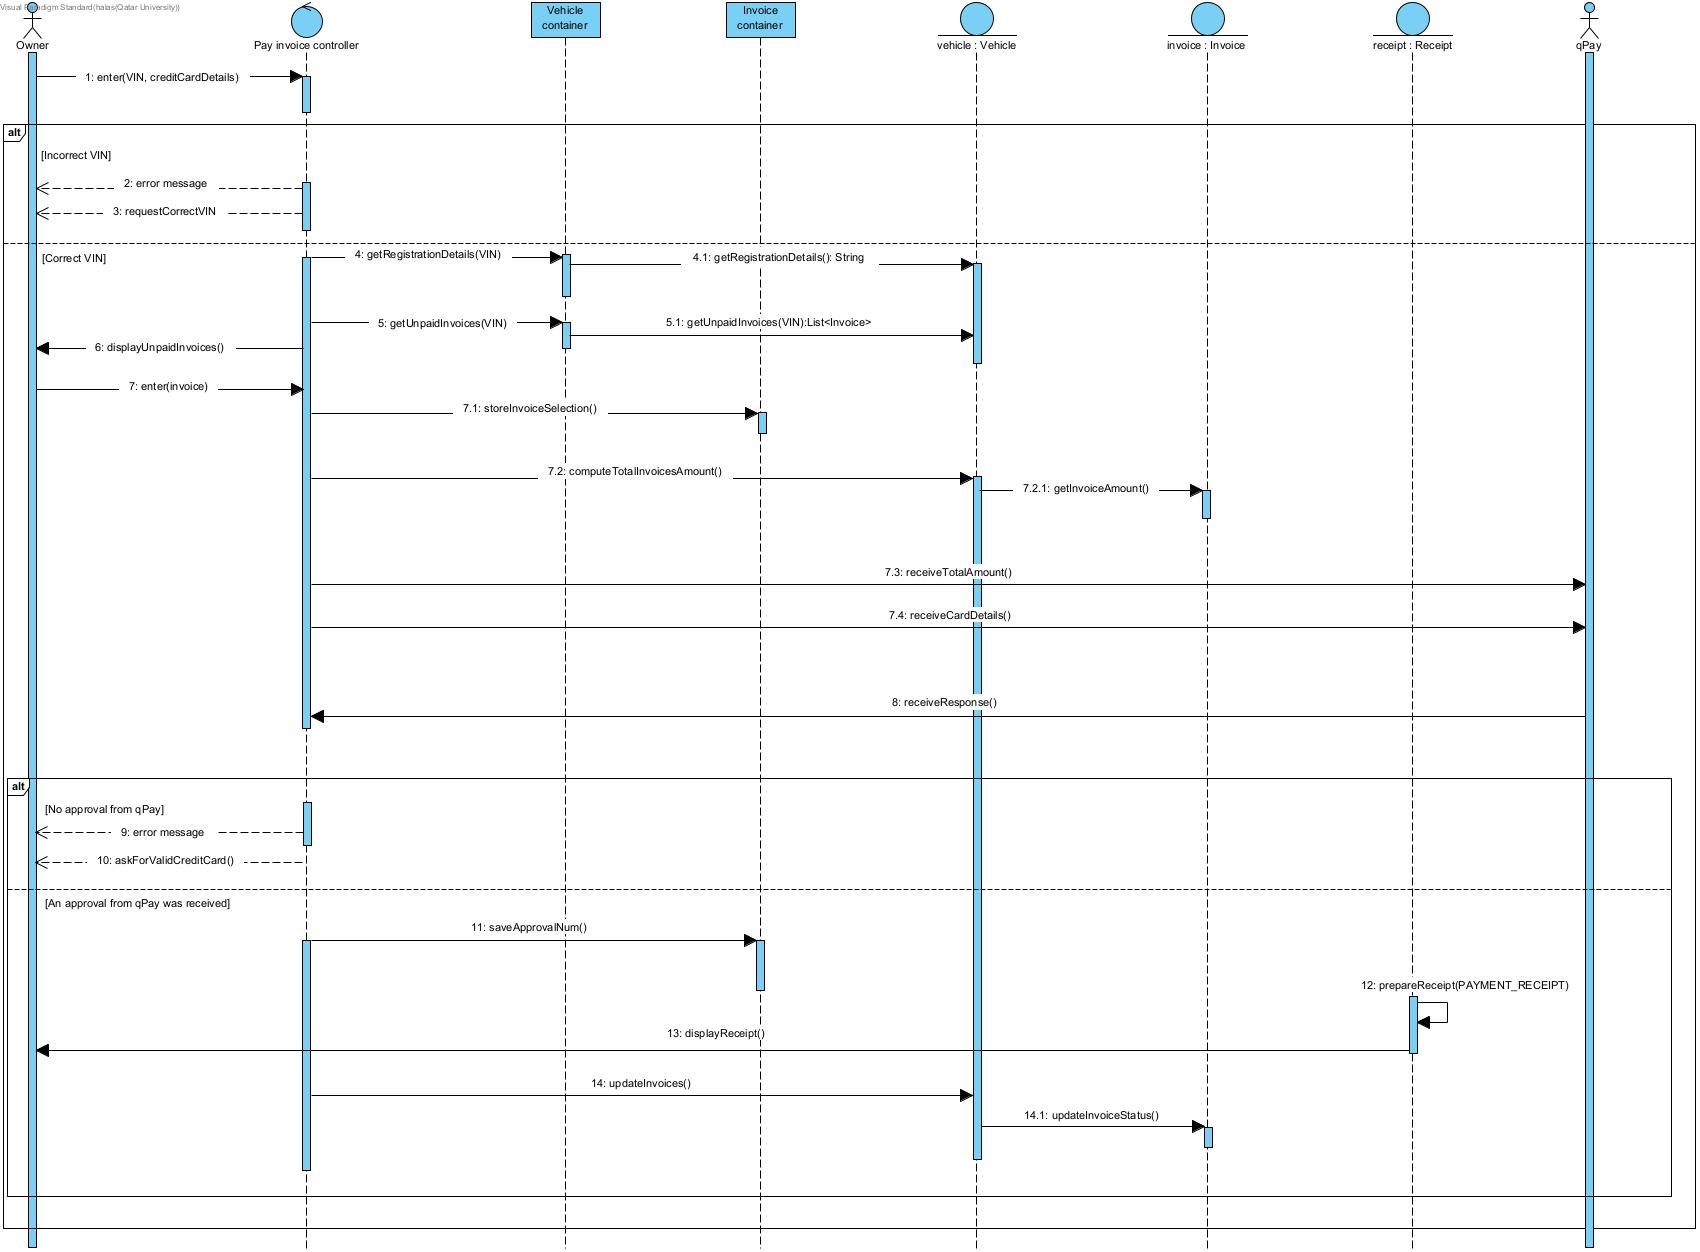 Visual Paradigm Standard(halas(Qatar University))
Owner
Pay invoice controller
Vehicle
container
Invoice
container
vehicle : Vehicle
invoice : Invoice
receipt : Receipt
qPay
1: enter(VIN, creditCardDetails)
alt
[Incorrect VIN]
2: error message
3: requestCorrectVIN
[Correct VIN]
4: getRegistrationDetails(VIN)
4.1: getRegistrationDetails(): String
5: getUnpaidInvoices(VIN)
5.1: getUnpaidInvoices(VIN):List<Invoice>
6: displayUnpaidInvoices()
7: enter(invoice)
7.1: storeInvoiceSelection()
7.2: computeTotalInvoicesAmount()
7.2.1: getInvoiceAmount()
7.3: receiveTotalAmount()
7.4: receiveCardDetails()
8: receiveResponse()
alt
[No approval from qPay]
9: error message
10: askForValidCreditCard()
[An approval from qPay was received]
11: saveApprovalNum()
12: prepareReceipt(PAYMENT_RECEIPT)
13: displayReceipt()
14: updateInvoices()
14.1: updateInvoiceStatus()